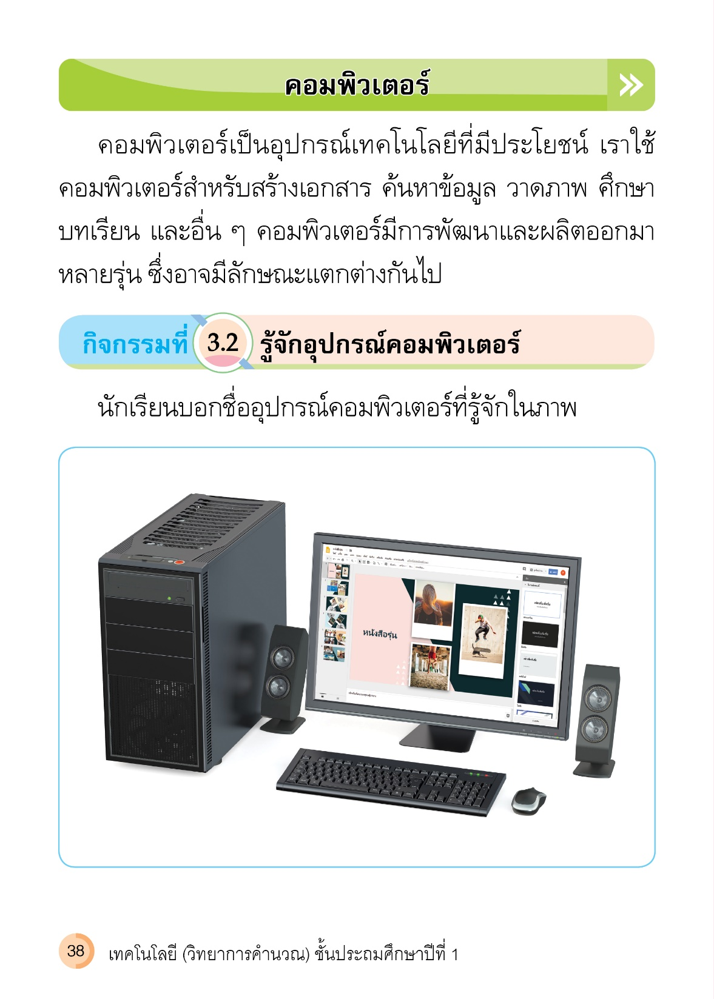 คอมพิวเตอร์
คอมพิวเตอร์เป็นอุปกรณ์เทคโนโลยีที่มีประโยชน์ เราใช้
คอมพิวเตอร์สำหรับสร้างเอกสาร ค้นหาข้อมูล วาดภาพ ศึกษา
บทเรียน และอื่น ๆ คอมพิวเตอร์มีการพัฒนาและผลิตออกมา
หลายรุ่น ซึ่งอาจมีลักษณะแตกต่างกันไป
กิจกรรมที่ 3.2 รู้จักอุปกรณ์คอมพิวเตอร์
นักเรียนบอกชื่ออุปกรณ์คอมพิวเตอร์ที่รู้จักในภาพ
หนังสือรุ่น
38 เทคโนโลยี (วิทยาการคำนวณ) ชั้นประถมศึกษาปีที่ 1